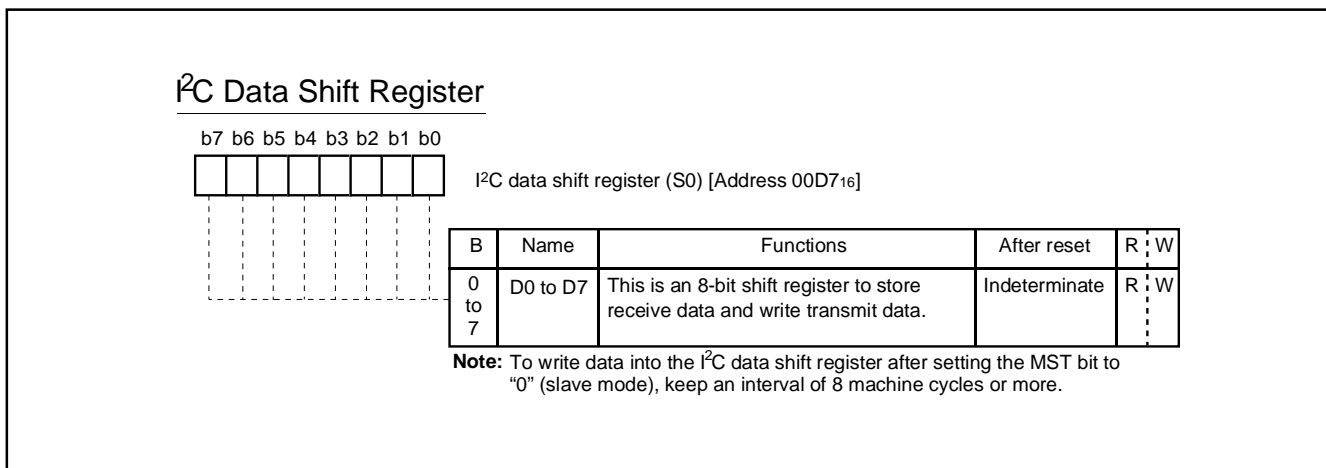 I²C Data Shift Register
b7 b6 b5 b4 b3 b2 b1 b0
I²C data shift register (S0) [Address 00D7₁₆]
B Name Functions After reset R W
0 to 7 D0 to D7 This is an 8-bit shift register to store Indeterminate R W
receive data and write transmit data.
Note: To write data into the I²C data shift register after setting the MST bit to
“0” (slave mode), keep an interval of 8 machine cycles or more.